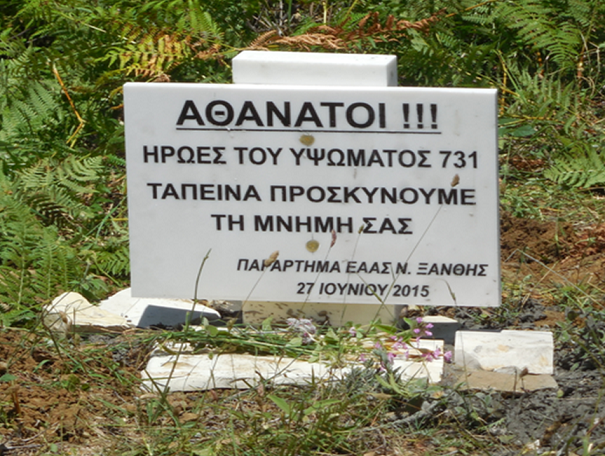 ΑΘΑΝΑΤΟΙ !!!
ΗΡΩΕΣ ΤΟΥ ΥΨΩΜΑΤΟΣ 731
ΤΑΠΕΙΝΑ ΠΡΟΣΚΥΝΟΥΜΕ
ΤΗ ΜΝΗΜΗ ΣΑΣ
ΠΑΡΑΡΤΗΜΑ ΕΑΑΣ Ν. ΞΑΝΘΗΣ
27 ΙΟΥΝΙΟΥ 2015